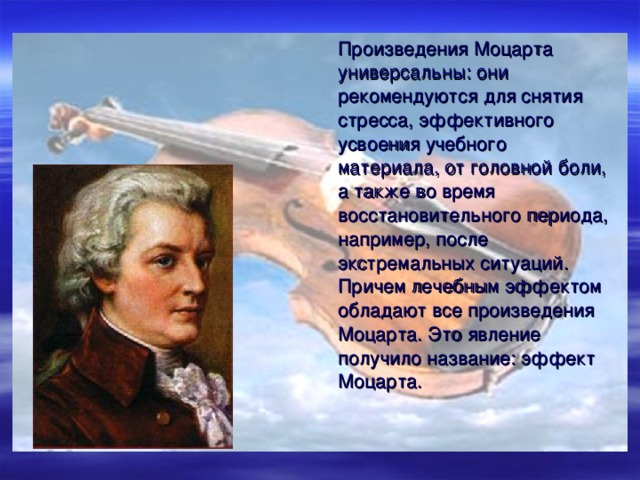 Произведения Моцарта
универсальны: они
рекомендуются для снятия
стресса, эффективного
усвоения учебного
материала, от головной боли,
а также во время
восстановительного периода,
например, после
экстремальных ситуаций.
Причем лечебным эффектом
обладают все произведения
Моцарта. Это явление
получило название: эффект
Моцарта.